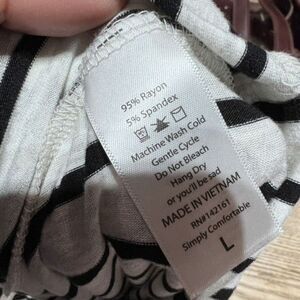 95% Rayon
5% Spandex
Machine Wash Cold
Gentle Cycle
Do Not Bleach
Hang Dry
or you'll be sad
MADE IN VIETNAM
RN#142161
Simply Comfortable
L